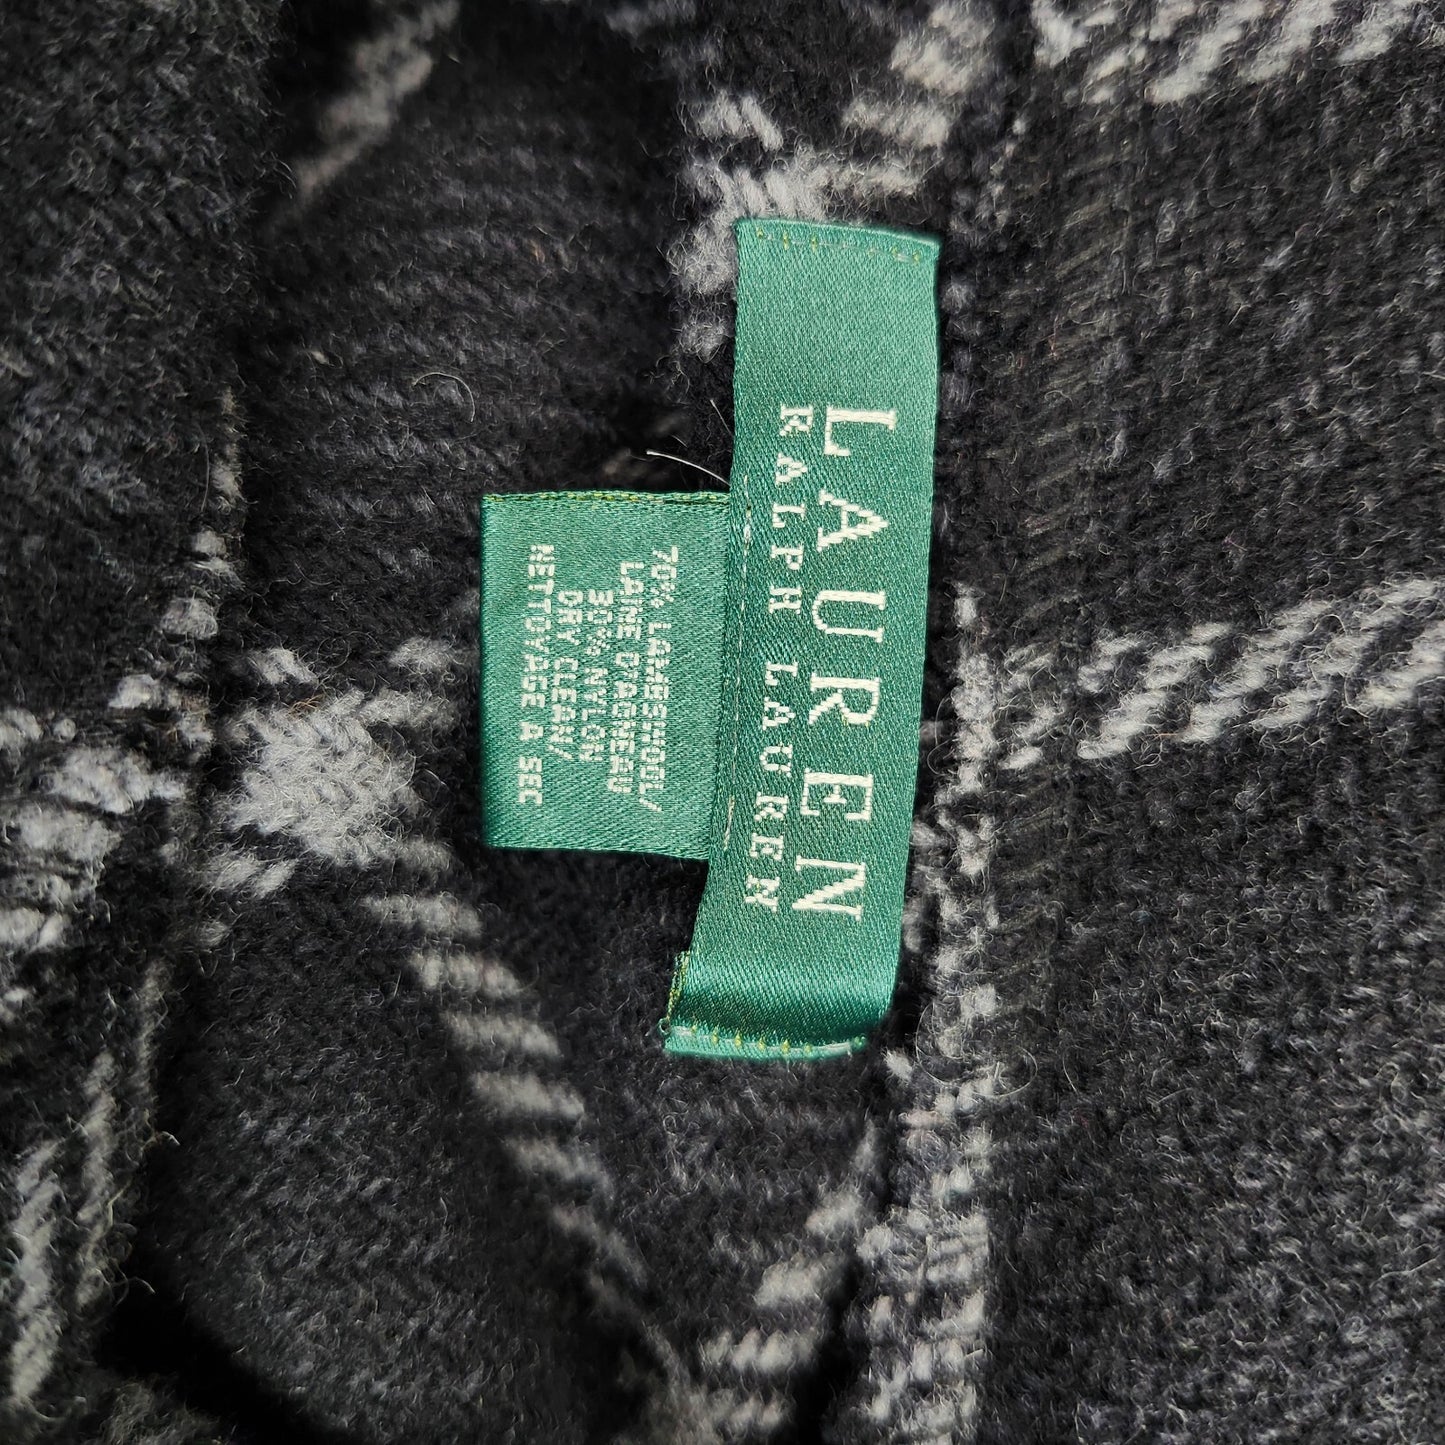 LAUREN
RALPH LAUREN
70% LAMBSWOOL/
LAINE D'AGNEAU
30% NYLON
DRY CLEAN/
NETTOYAGE A SEC